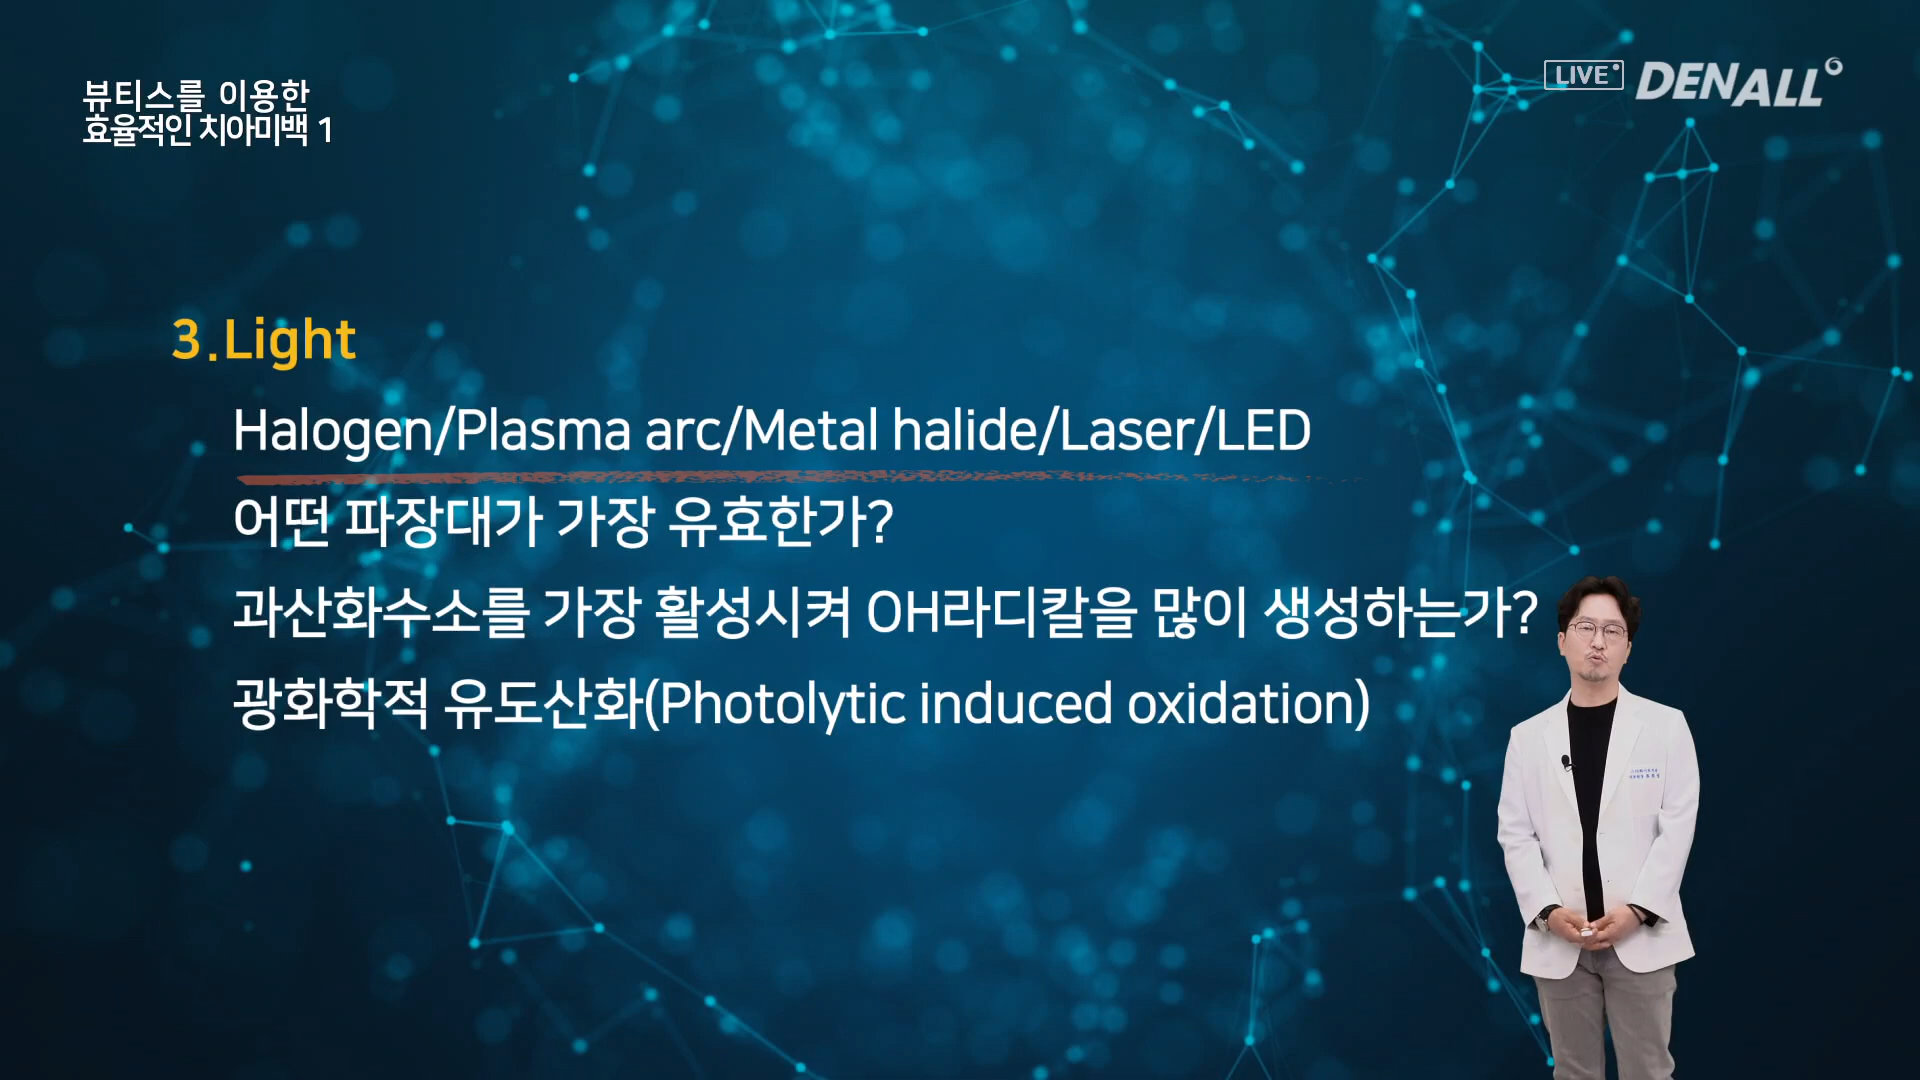 뷰티스를 이용한
효율적인 치아미백 1
LIVE
DENALL
3.Light
Halogen/Plasma arc/Metal halide/Laser/LED
어떤 파장대가 가장 유효한가?
과산화수소를 가장 활성시켜 OH라디칼을 많이 생성하는가?
광화학적 유도산화(Photolytic induced oxidation)